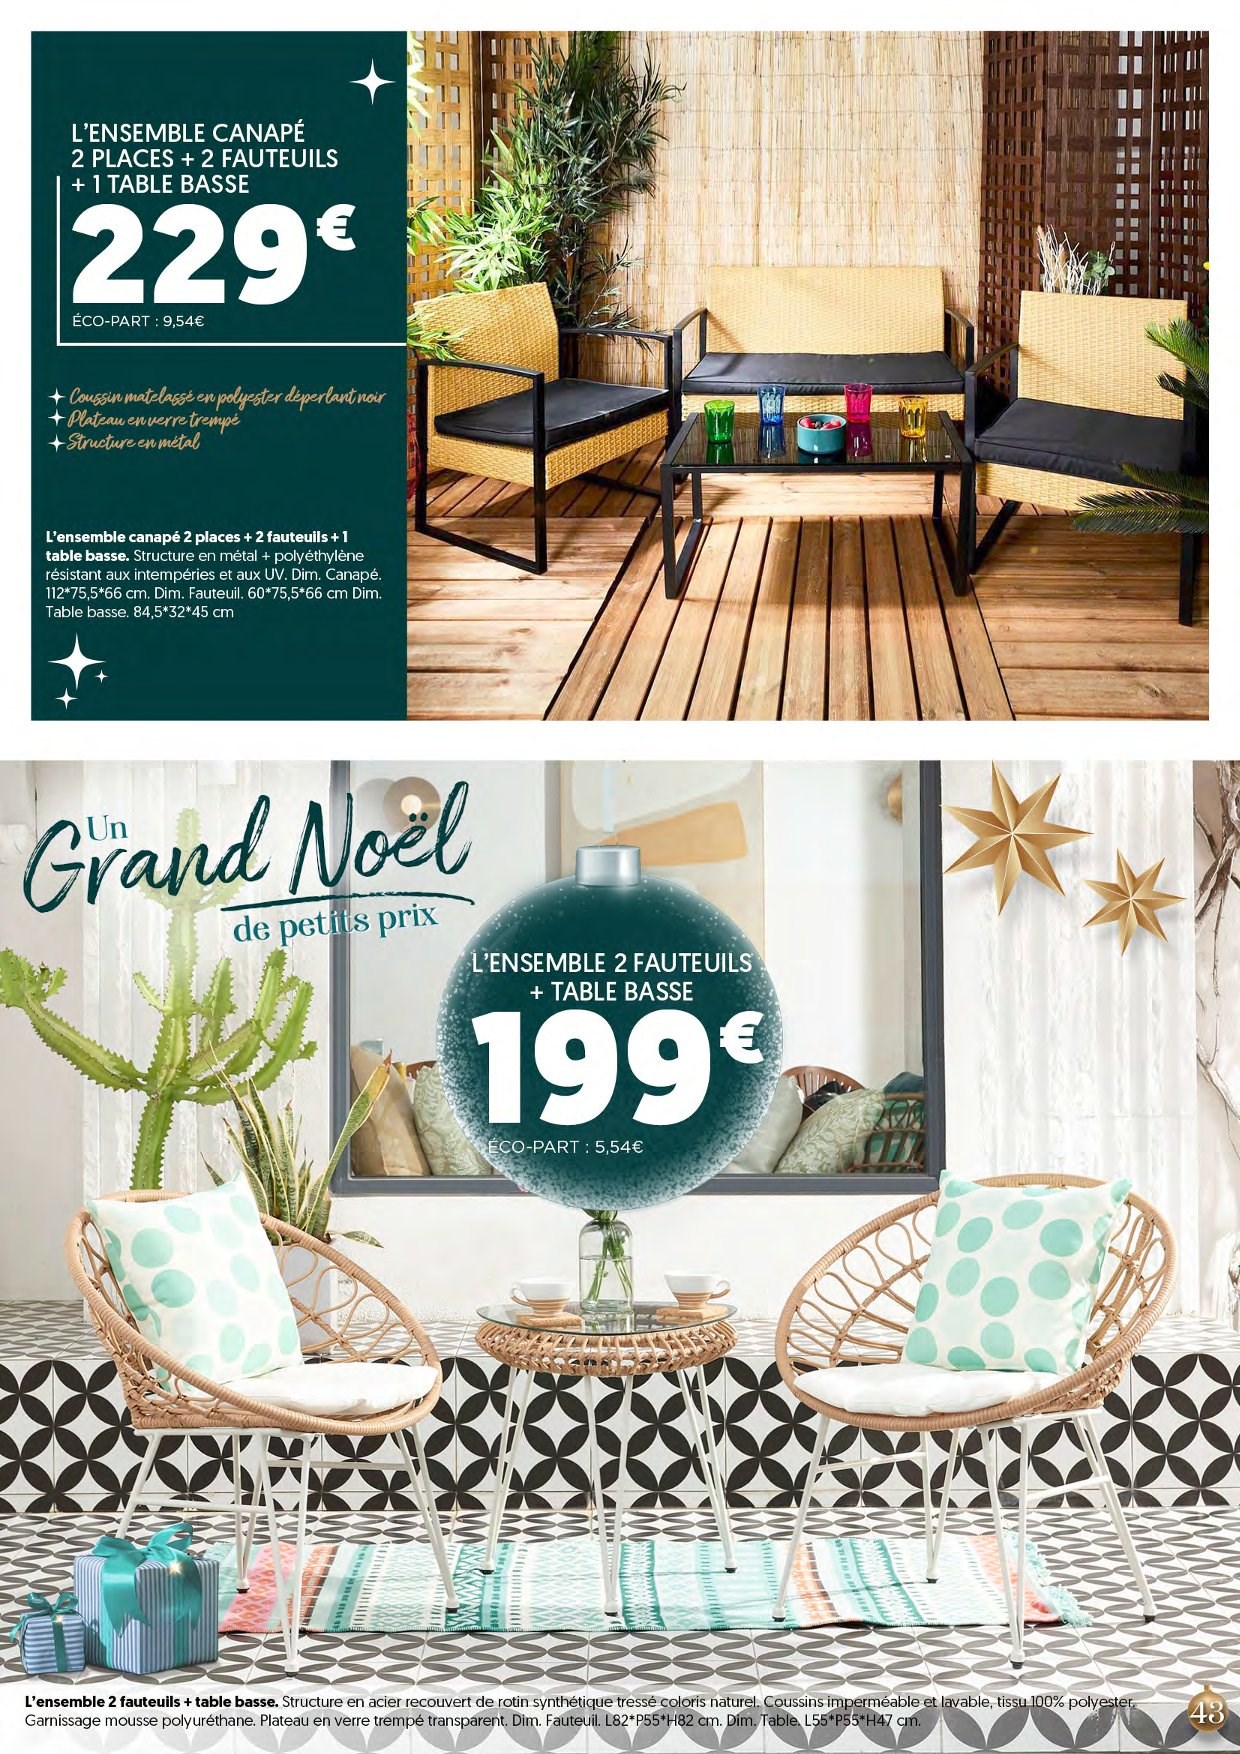 L'ENSEMBLE CANAPÉ
2 PLACES + 2 FAUTEUILS
+ 1 TABLE BASSE
229€
ÉCO-PART : 9,54€
Coussin matelassé en polyester déperlant noir
Plateau en verre trempé
Structure en métal
L'ensemble canapé 2 places + 2 fauteuils + 1
table basse. Structure en métal + polyéthylène
résistant aux intempéries et aux UV. Dim. Canapé.
112*75,5*66 cm. Dim. Fauteuil. 60*75,5*66 cm Dim.
Table basse. 84,5*32*45 cm
Un
Grand Noël
de petits prix
L'ENSEMBLE 2 FAUTEUILS
+ TABLE BASSE
199€
ÉCO-PART : 5,54€
L'ensemble 2 fauteuils + table basse. Structure en acier recouvert de rotin synthétique tressé coloris naturel. Coussins imperméable et lavable, tissu 100% polyester.
Garnissage mousse polyuréthane. Plateau en verre trempé transparent. Dim. Fauteuil. L82*P55*H82 cm. Dim. Table. L55*P55*H47 cm.
43